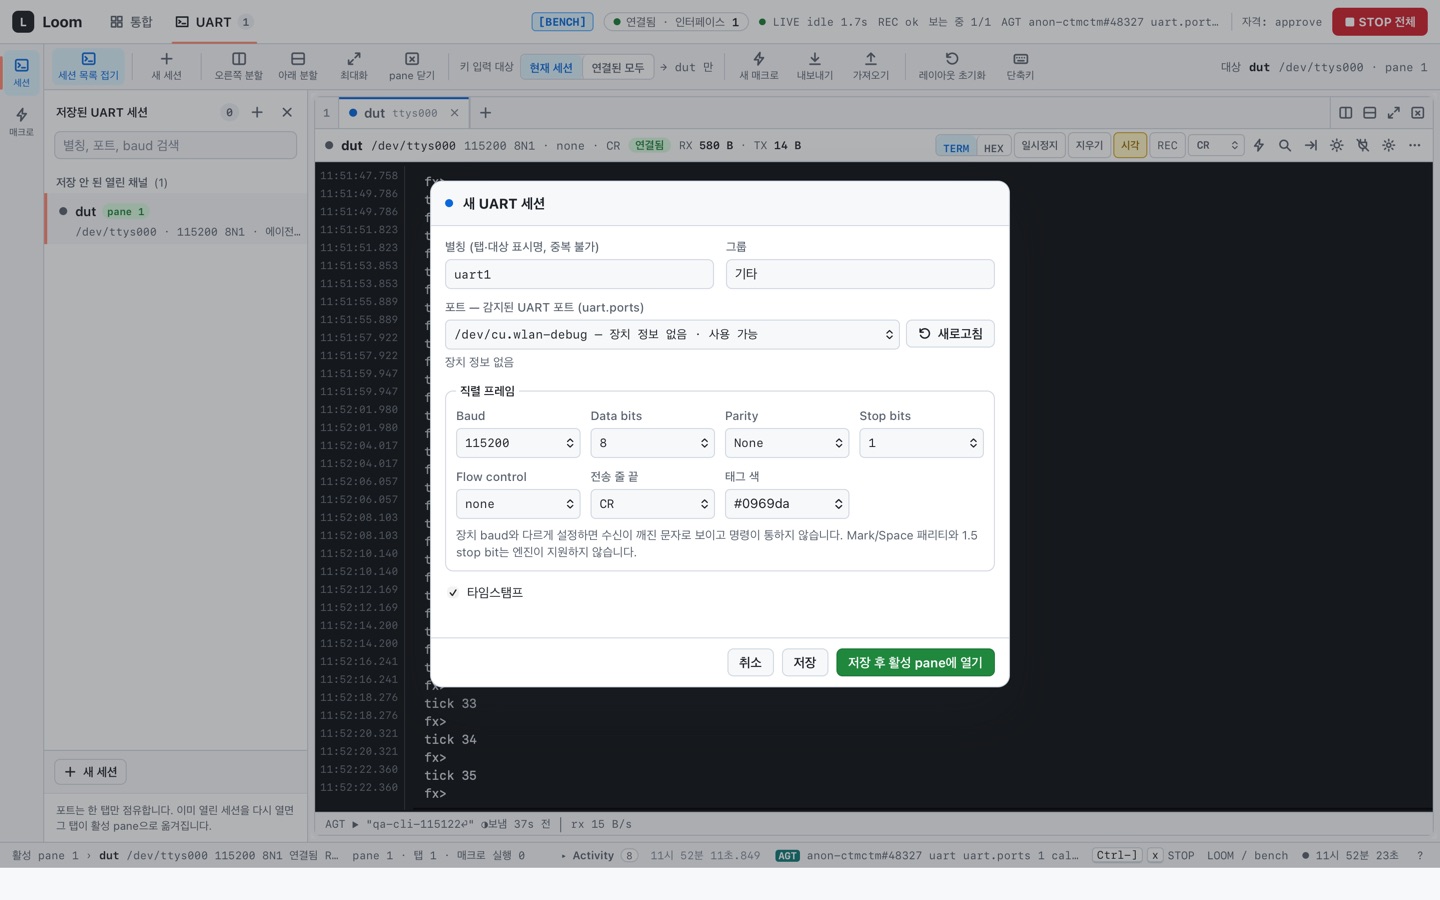 L Loom 통합 UART 1 [BENCH] 연결됨 · 인터페이스 1 LIVE idle 1.7s REC ok 보는 중 1/1 AGT anon-ctmctm#48327 uart.port… 자격: approve STOP 전체
세션 목록 접기 새 세션 오른쪽 분할 아래 분할 최대화 pane 닫기 키 입력 대상 현재 세션 연결된 모두 → dut 만 새 매크로 내보내기 가져오기 레이아웃 초기화 단축키 대상 dut /dev/ttys000 · pane 1
세션
매크로
저장된 UART 세션 0
별칭, 포트, baud 검색
저장 안 된 열린 채널 (1)
dut pane 1
/dev/ttys000 · 115200 8N1 · 에이전…
새 세션
포트는 한 탭만 점유합니다. 이미 열린 세션을 다시 열면
그 탭이 활성 pane으로 옮겨집니다.
1 dut ttys000
dut /dev/ttys000 115200 8N1 · none · CR 연결됨 RX 580 B · TX 14 B TERM HEX 일시정지 지우기 시각 REC CR
11:51:47.758
11:51:49.786
11:51:49.786
11:51:51.823
11:51:51.823
11:51:53.853
11:51:53.853
11:51:55.889
11:51:55.889
11:51:57.922
11:51:57.922
11:51:59.947
11:51:59.947
11:52:01.980
11:52:01.980
11:52:04.017
11:52:04.017
11:52:06.057
11:52:06.057
11:52:08.103
11:52:08.103
11:52:10.140
11:52:10.140
11:52:12.169
11:52:12.169
11:52:14.200
11:52:14.200
11:52:16.241
11:52:16.241 fx>
11:52:18.276 tick 33
11:52:18.276 fx>
11:52:20.321 tick 34
11:52:20.321 fx>
11:52:22.360 tick 35
11:52:22.360 fx>
새 UART 세션
별칭 (탭·대상 표시명, 중복 불가) 그룹
uart1 기타
포트 — 감지된 UART 포트 (uart.ports)
/dev/cu.wlan-debug — 장치 정보 없음 · 사용 가능 새로고침
장치 정보 없음
직렬 프레임
Baud Data bits Parity Stop bits
115200 8 None 1
Flow control 전송 줄 끝 태그 색
none CR #0969da
장치 baud와 다르게 설정하면 수신이 깨진 문자로 보이고 명령이 통하지 않습니다. Mark/Space 패리티와 1.5
stop bit는 엔진이 지원하지 않습니다.
타임스탬프
취소 저장 저장 후 활성 pane에 열기
AGT ▶ "qa-cli-115122⏎" ◑보냄 37s 전 │ rx 15 B/s
활성 pane 1 › dut /dev/ttys000 115200 8N1 연결됨 R… pane 1 · 탭 1 · 매크로 실행 0 ▸ Activity 8 11시 52분 11초.849 AGT anon-ctmctm#48327 uart uart.ports 1 cal… Ctrl-] x STOP LOOM / bench ● 11시 52분 23초 ?